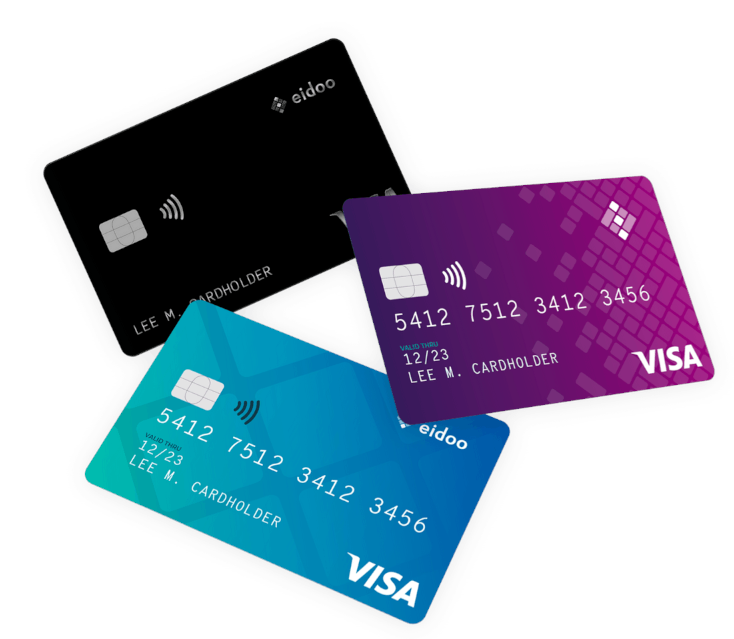 eidoo
VISA
LEE M. CARDHOLDER
5412 7512 3412 3456
VALID THRU
12/23
LEE M. CARDHOLDER
VISA
eidoo
5412 7512 3412 3456
VALID THRU
12/23
LEE M. CARDHOLDER
VISA